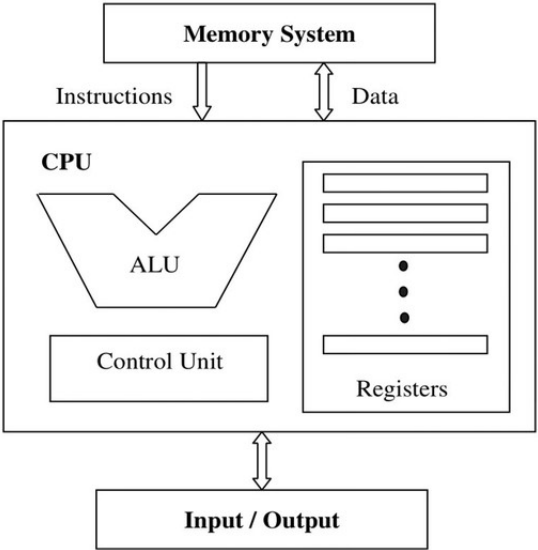 Memory System
Instructions
Data
CPU
ALU
Control Unit
Registers
Input / Output